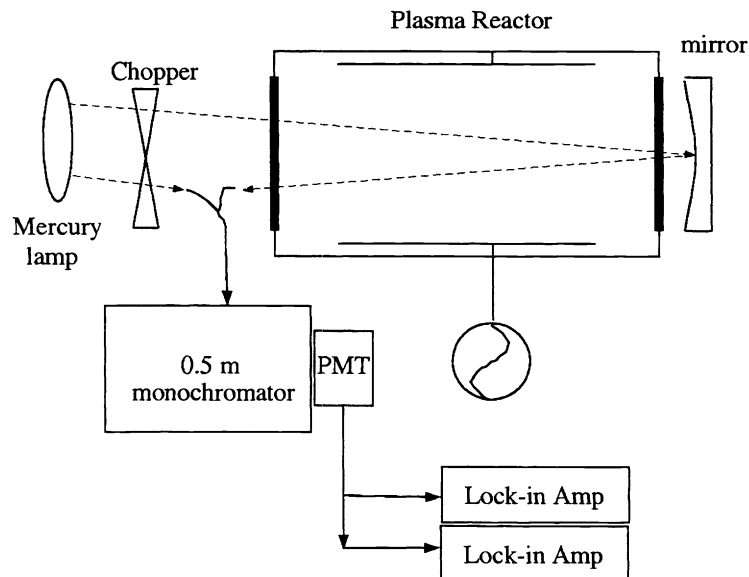 Plasma Reactor
mirror
Chopper
Mercury
lamp
0.5 m
monochromator
PMT
Lock-in Amp
Lock-in Amp